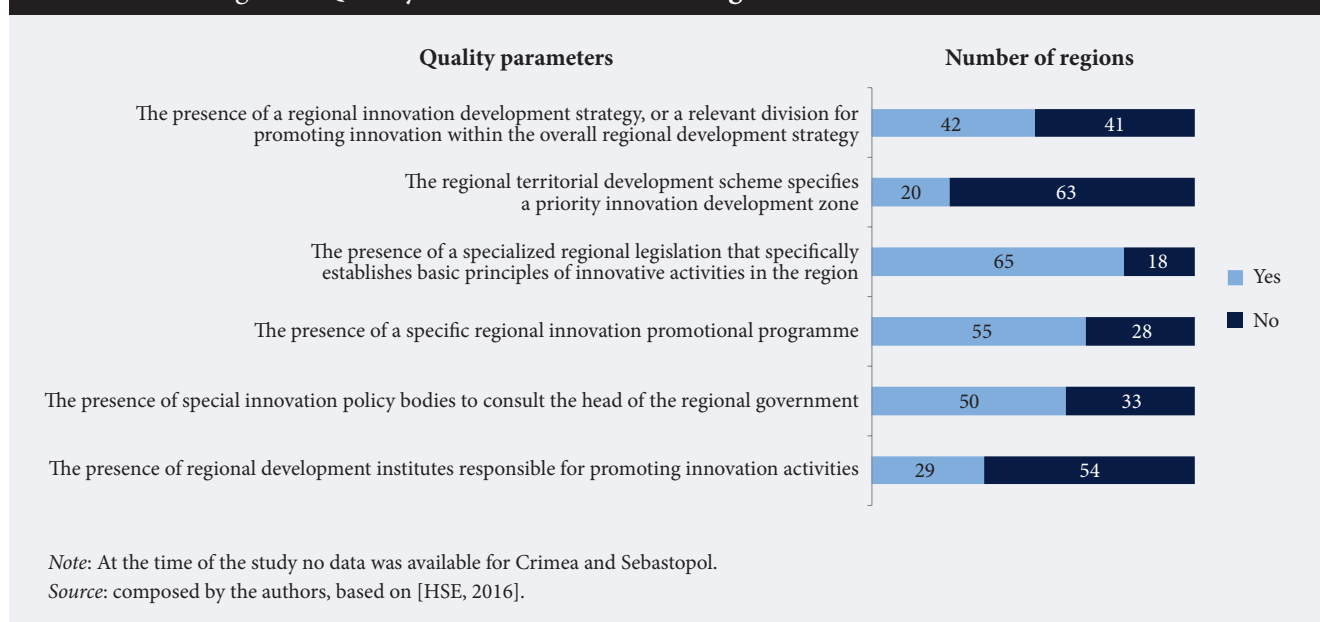 Quality parameters Number of regions
The presence of a regional innovation development strategy, or a relevant division for
promoting innovation within the overall regional development strategy
42 41
The regional territorial development scheme specifies
a priority innovation development zone
20 63
The presence of a specialized regional legislation that specifically
establishes basic principles of innovative activities in the region
65 18
Yes
No
The presence of a specific regional innovation promotional programme 55 28
The presence of special innovation policy bodies to consult the head of the regional government 50 33
The presence of regional development institutes responsible for promoting innovation activities 29 54
Note: At the time of the study no data was available for Crimea and Sebastopol.
Source: composed by the authors, based on [HSE, 2016].